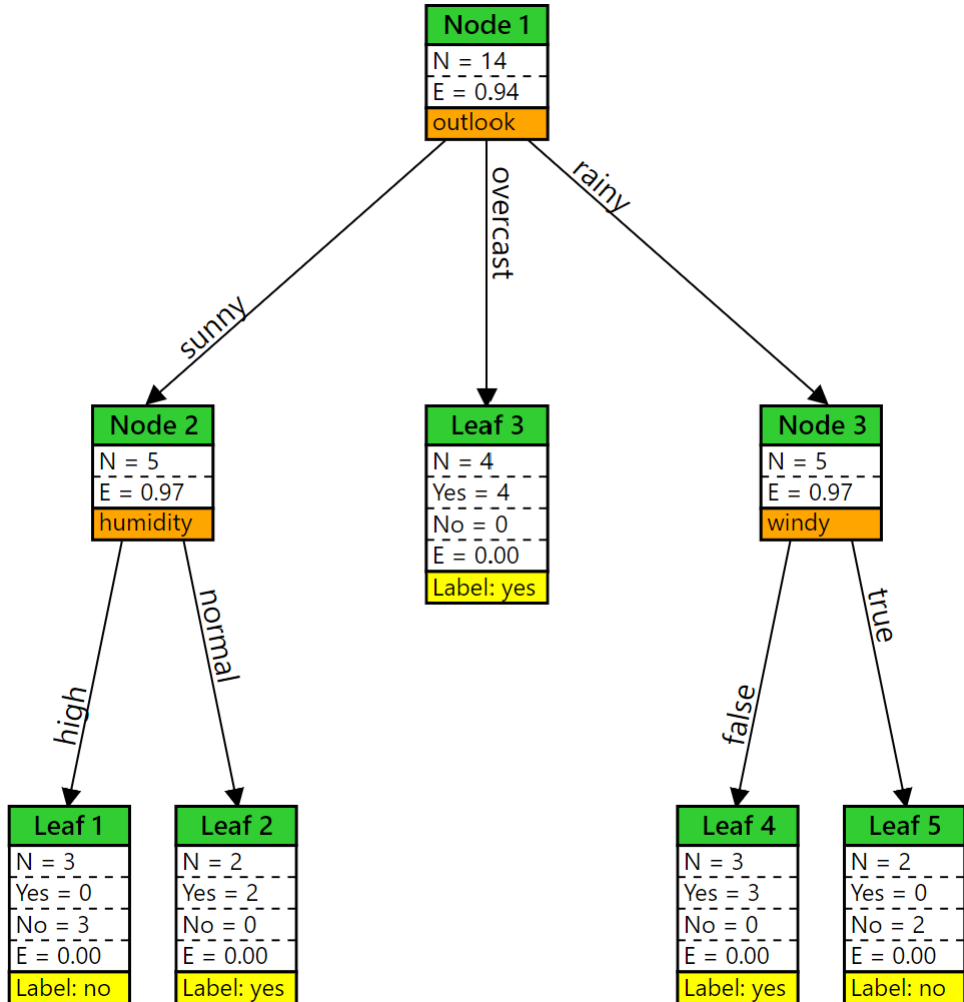 Node 1
N = 14
E = 0.94
outlook
sunny
overcast
rainy
Node 2
N = 5
E = 0.97
humidity
Leaf 3
N = 4
Yes = 4
No = 0
E = 0.00
Label: yes
Node 3
N = 5
E = 0.97
windy
high
normal
false
true
Leaf 1
N = 3
Yes = 0
No = 3
E = 0.00
Label: no
Leaf 2
N = 2
Yes = 2
No = 0
E = 0.00
Label: yes
Leaf 4
N = 3
Yes = 3
No = 0
E = 0.00
Label: yes
Leaf 5
N = 2
Yes = 0
No = 2
E = 0.00
Label: no